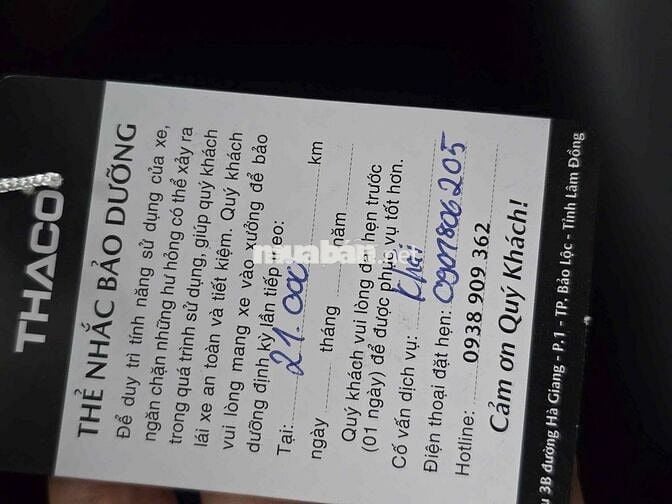 THACO
THẺ NHẮC BẢO DƯỠNG
Để duy trì tính năng sử dụng của xe,
ngăn chặn những hư hỏng có thể xảy ra
trong quá trình sử dụng, giúp quý khách
lái xe an toàn và tiết kiệm. Quý khách
vui lòng mang xe vào xưởng để bảo
dưỡng định kỳ lần tiếp theo:
Tại: 21.000 km
ngày tháng năm
Quý khách vui lòng đặt hẹn trước
(01 ngày) để được phục vụ tốt hơn.
Cố vấn dịch vụ: Khôi
Điện thoại đặt hẹn: 0901806205
Hotline: 0938 909 362
Cảm ơn Quý Khách!
3B đường Hà Giang - P.1 - TP. Bảo Lộc - Tỉnh Lâm Đồng
muaban.net